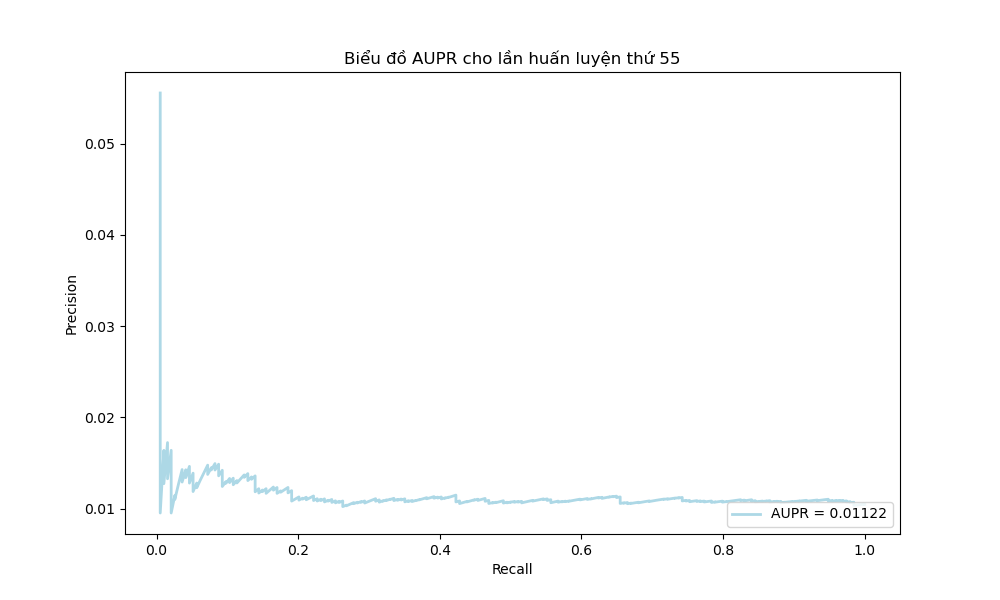 Biểu đồ AUPR cho lần huấn luyện thứ 55
Precision
0.05
0.04
0.03
0.02
0.01
AUPR = 0.01122
0.0 0.2 0.4 0.6 0.8 1.0
Recall